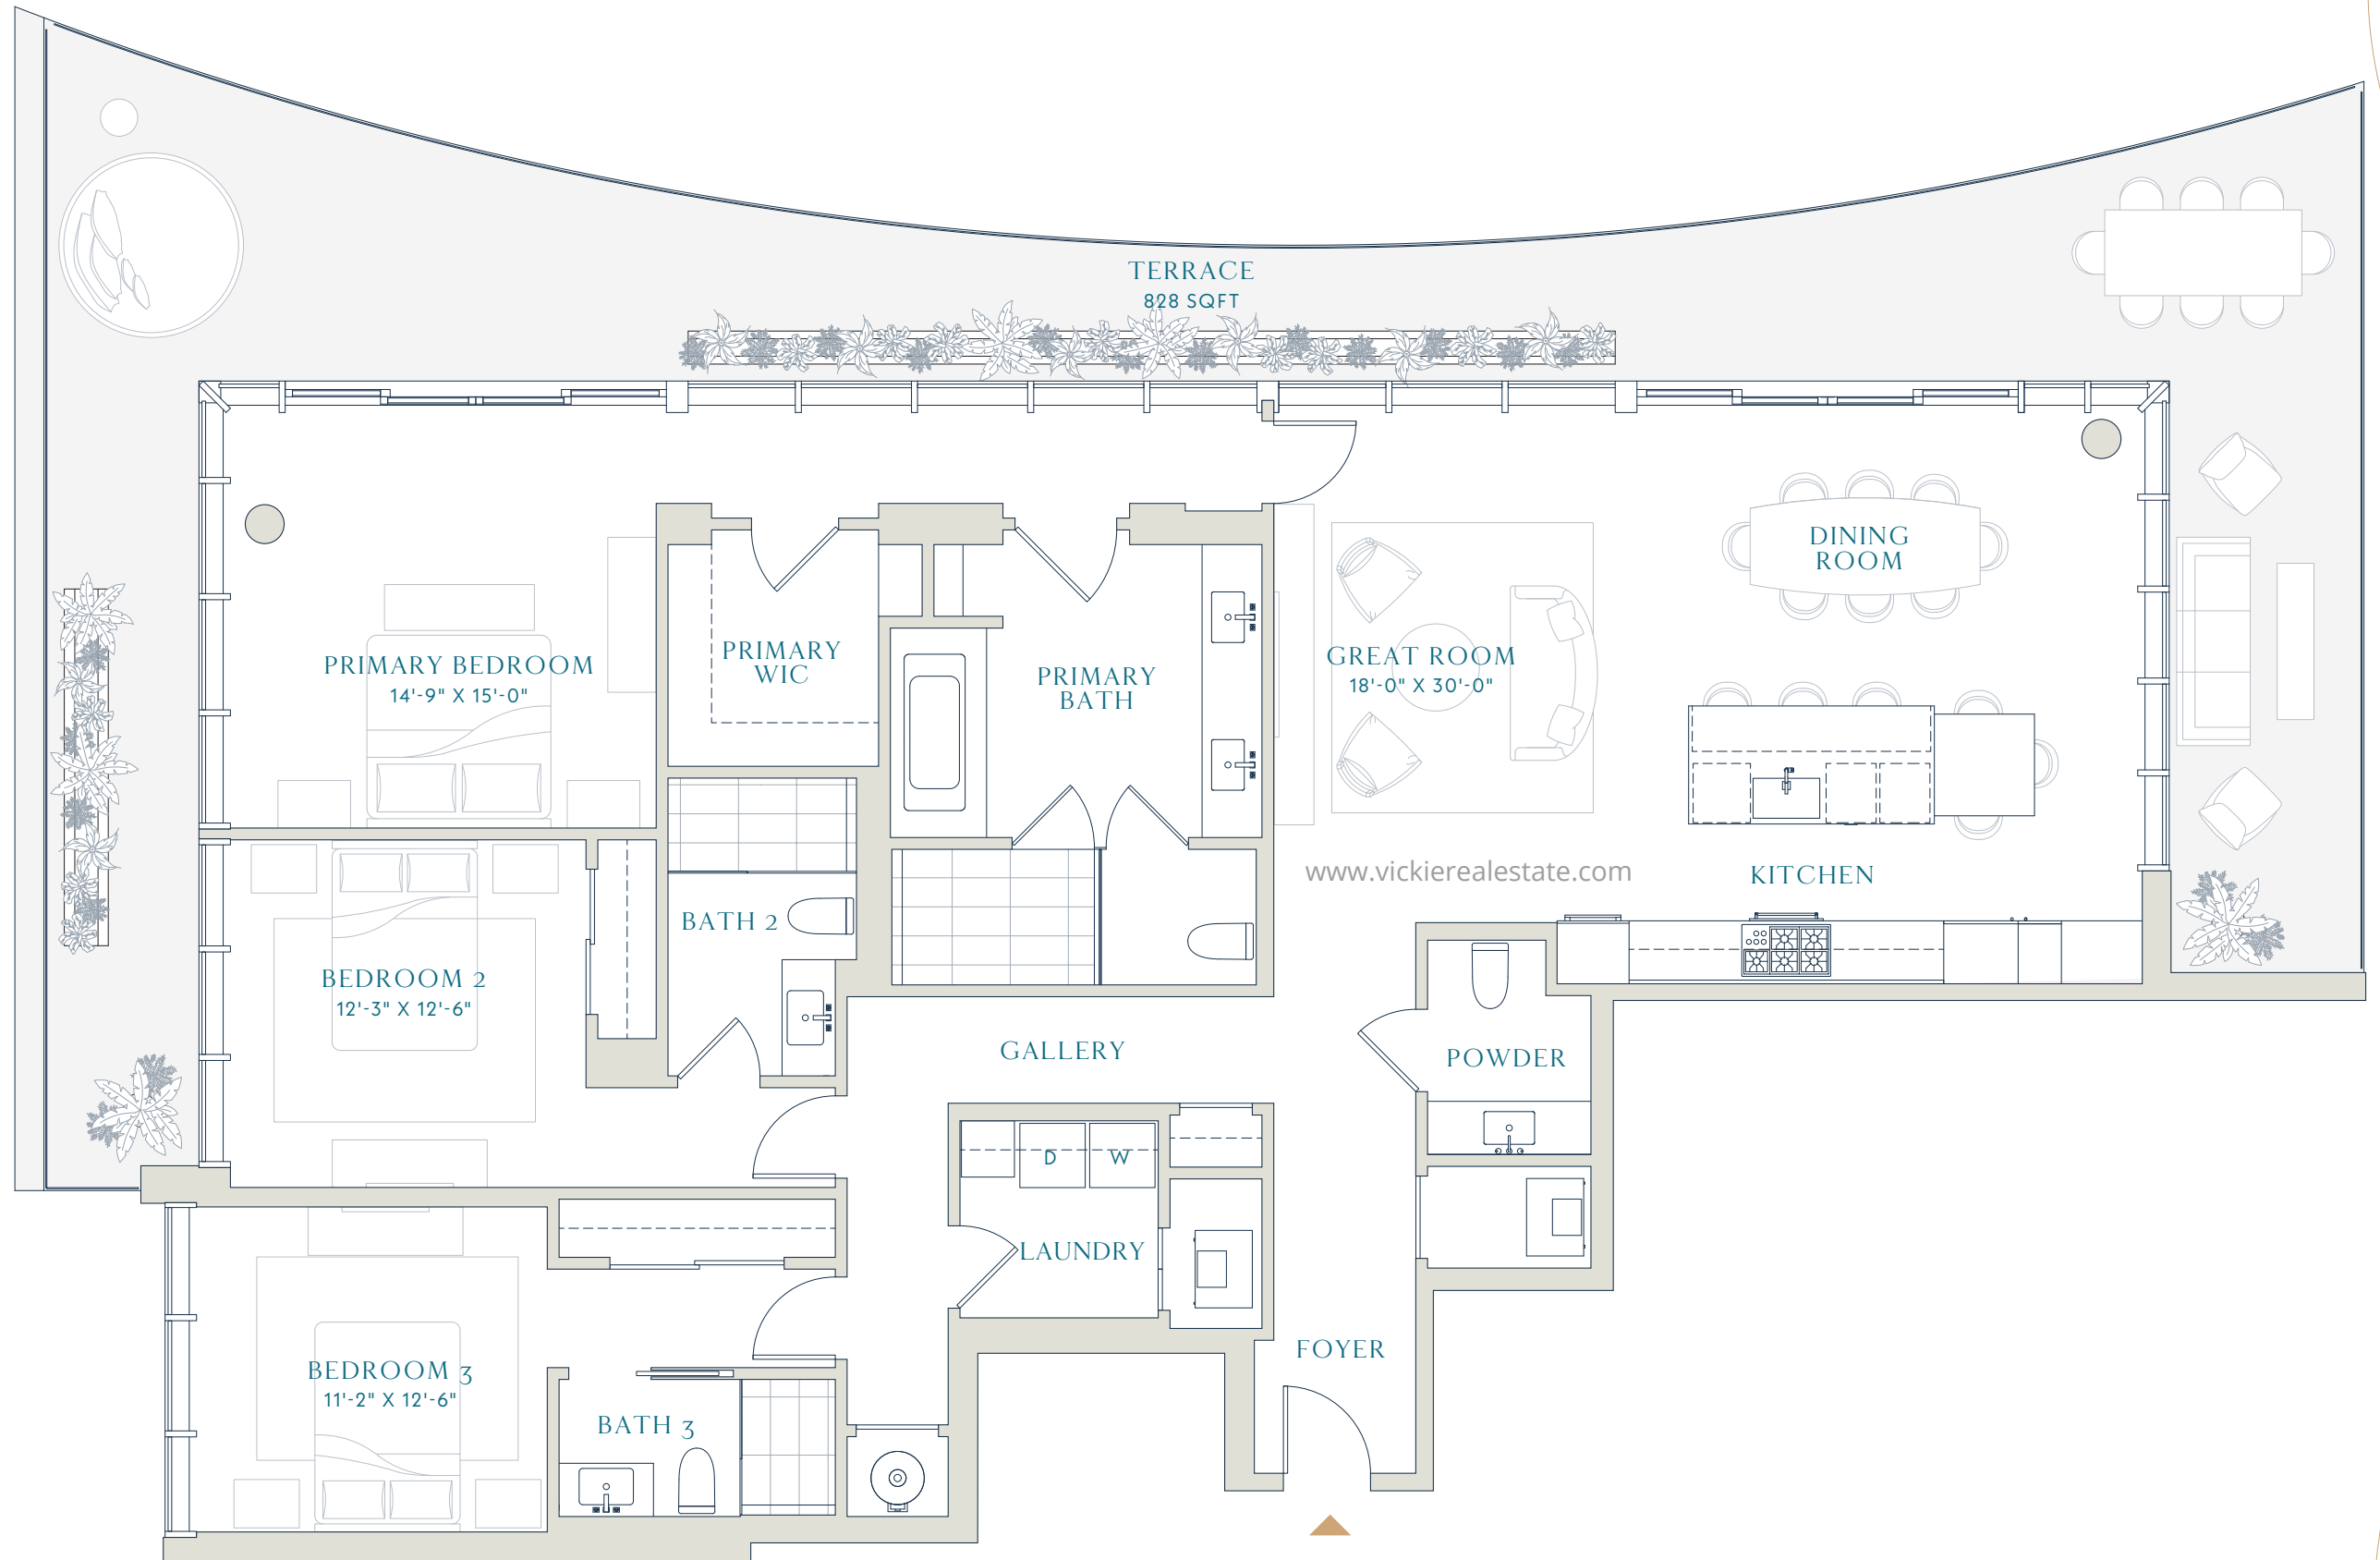 TERRACE
828 SQFT
DINING
ROOM
PRIMARY BEDROOM
14'-9" X 15'-0"
PRIMARY
WIC
PRIMARY
BATH
GREAT ROOM
18'-0" X 30'-0"
www.vickierealestate.com
KITCHEN
BATH 2
BEDROOM 2
12'-3" X 12'-6"
GALLERY
POWDER
D
W
LAUNDRY
FOYER
BEDROOM 3
11'-2" X 12'-6"
BATH 3